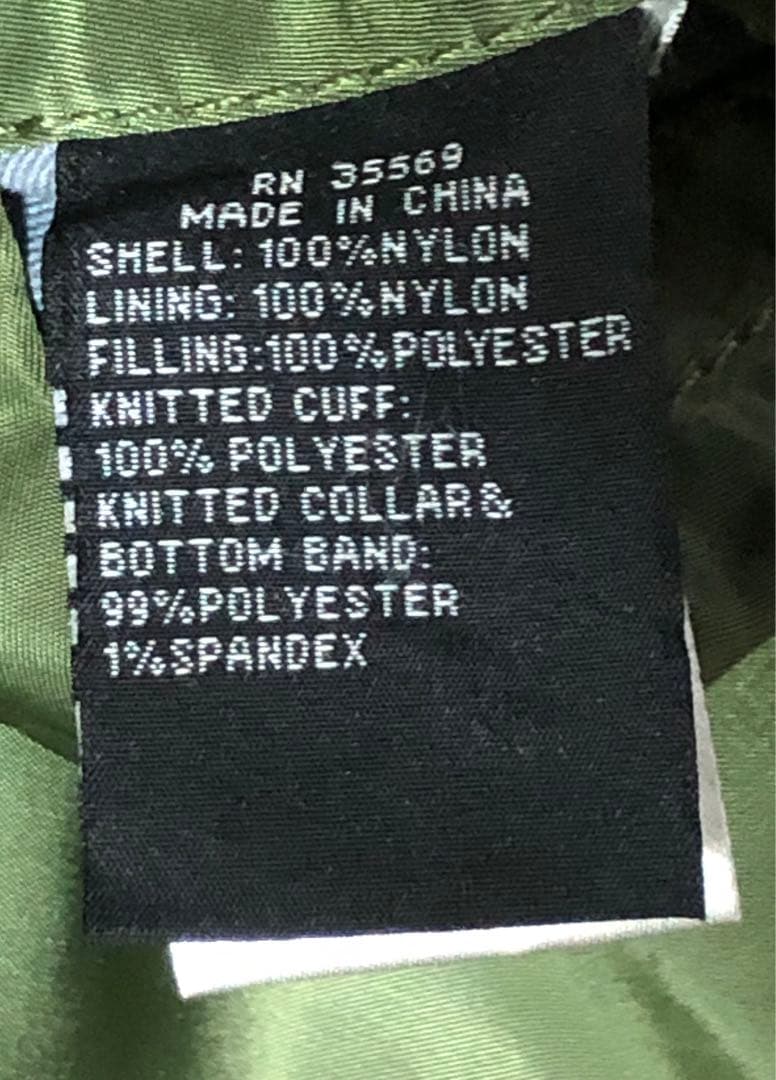 RN 35569
MADE IN CHINA
SHELL: 100%NYLON
LINING: 100%NYLON
FILLING:100%POLYESTER
KNITTED CUFF:
100% POLYESTER
KNITTED COLLAR&
BOTTOM BAND:
99%POLYESTER
1%SPANDEX